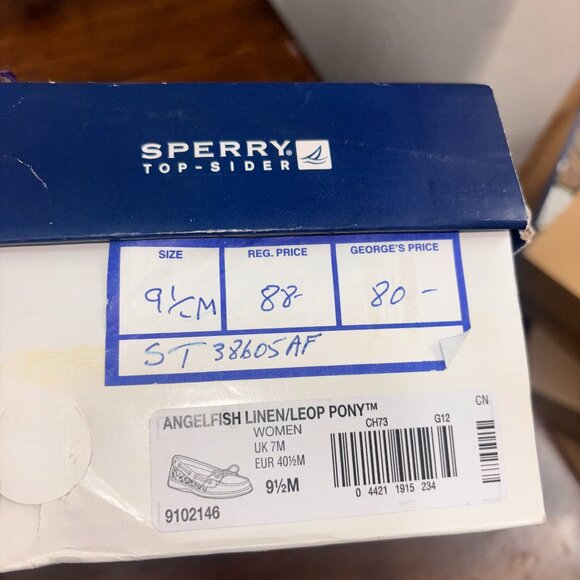 SPERRY®
TOP-SIDER
SIZE REG. PRICE GEORGE'S PRICE
9½M 88- 80-
ST 38605AF
ANGELFISH LINEN/LEOP PONY™
WOMEN
UK 7M
EUR 40½M
9½M
CH73 G12
CN
0 4421 1915 234
9102146